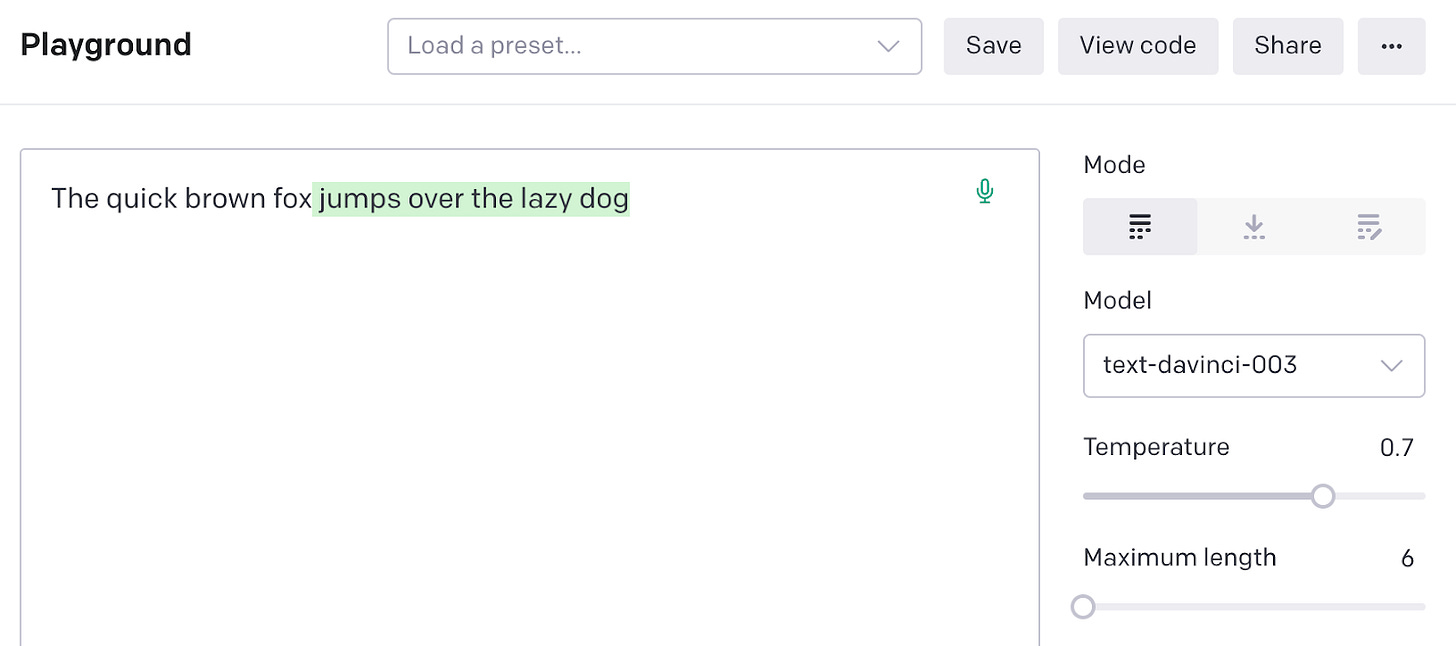 Playground
Load a preset...
Save
View code
Share
...
The quick brown fox jumps over the lazy dog
Mode
Model
text-davinci-003
Temperature 0.7
Maximum length 6